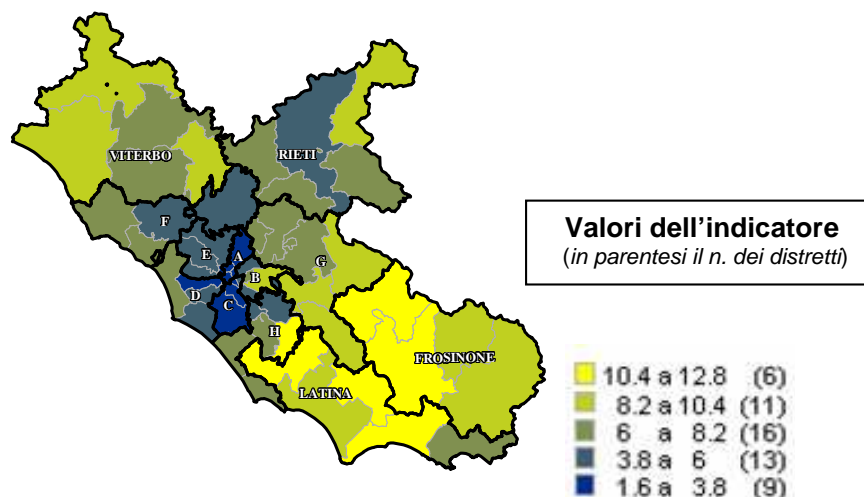 VITERBO
RIETI
F
E
A
B
G
D
C
H
FROSINONE
LATINA
Valori dell'indicatore
(in parentesi il n. dei distretti)
10.4 a 12.8 (6)
8.2 a 10.4 (11)
6 a 8.2 (16)
3.8 a 6 (13)
1.6 a 3.8 (9)